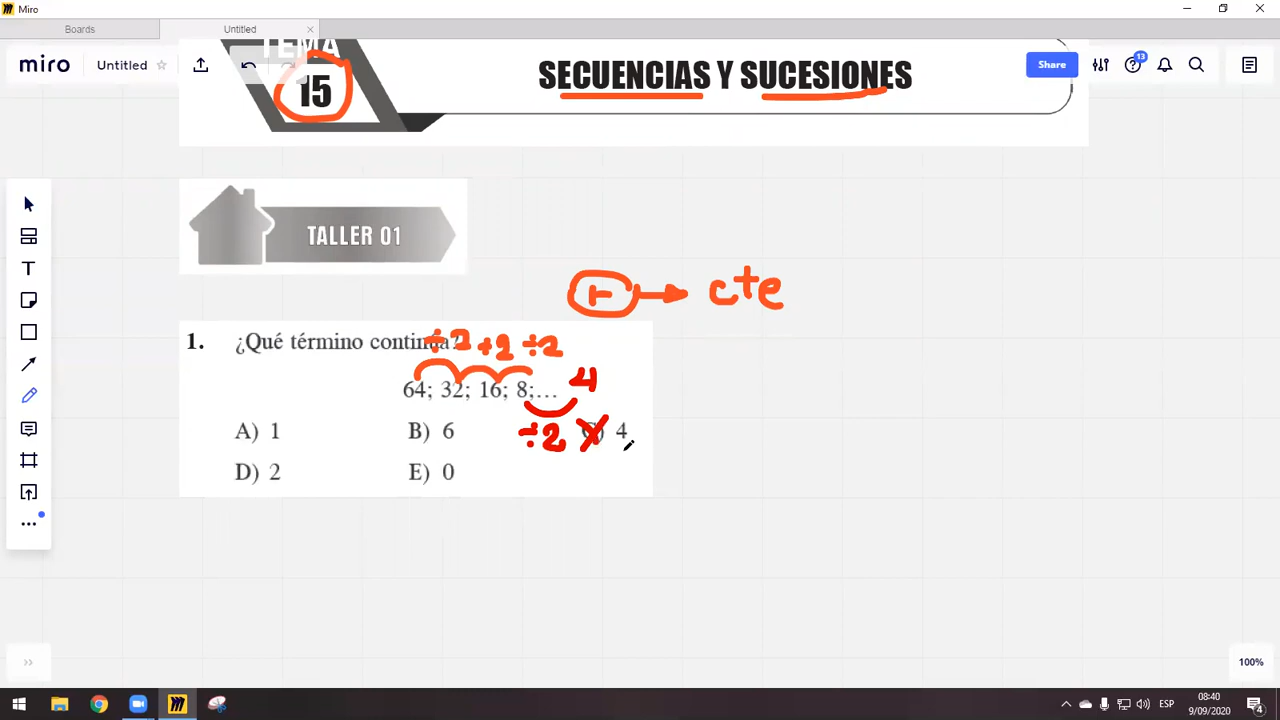 Miro
Boards
Untitled
miro
Untitled
Share
13
TEMA
15
SECUENCIAS Y SUCESIONES
TALLER 01
cte
1. ¿Qué término continúa?
÷2 ÷2 ÷2
64; 32; 16; 8;... 4
÷2
A) 1 B) 6 C) 4
D) 2 E) 0
100%
08:40
ESP
9/09/2020
4